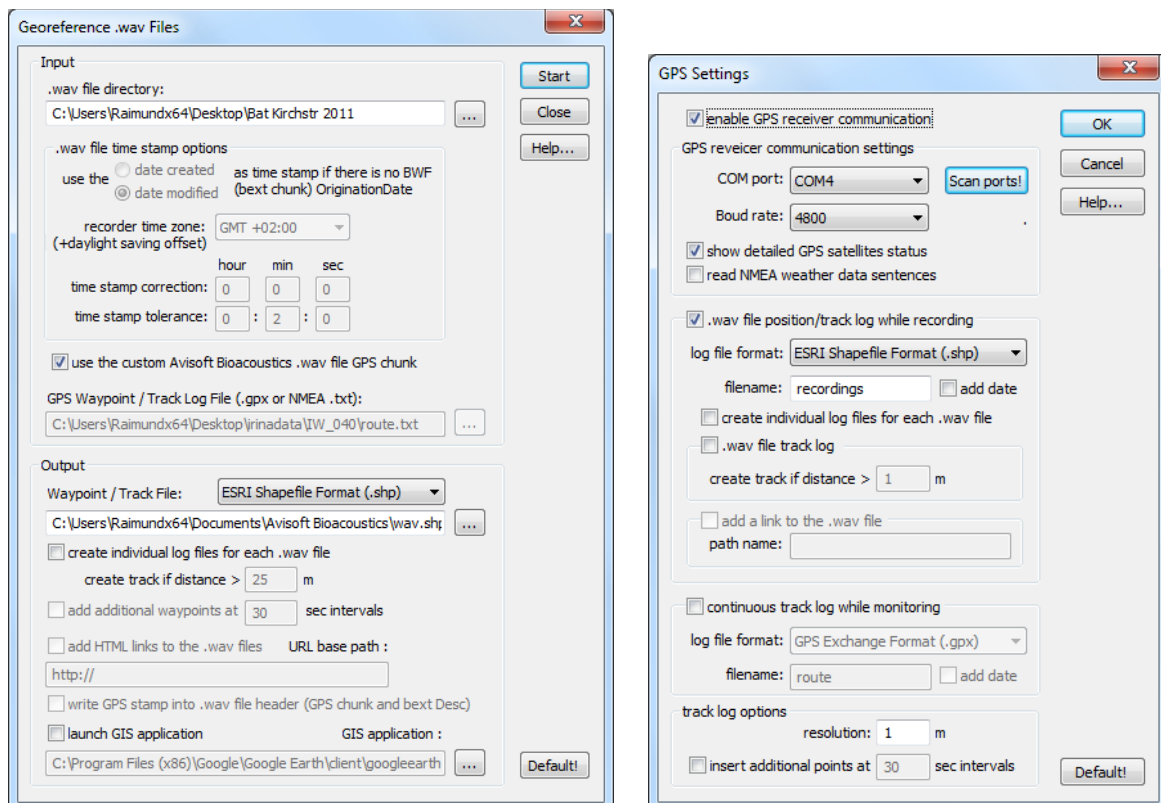 Georeference .wav Files
Input
.wav file directory:
C:\Users\Raimundx64\Desktop\Bat Kirchstr 2011
...
Start
Close
Help...
.wav file time stamp options
use the
date created
date modified
as time stamp if there is no BWF
(bext chunk) OriginationDate
recorder time zone:
(+daylight saving offset)
GMT +02:00
hour min sec
time stamp correction: 0 0 0
time stamp tolerance: 0 : 2 : 0
use the custom Avisoft Bioacoustics .wav file GPS chunk
GPS Waypoint / Track Log File (.gpx or NMEA .txt):
C:\Users\Raimundx64\Desktop\irinadata\IW_040\route.txt
...
Output
Waypoint / Track File: ESRI Shapefile Format (.shp)
C:\Users\Raimundx64\Documents\Avisoft Bioacoustics\wav.shp
...
create individual log files for each .wav file
create track if distance > 25 m
add additional waypoints at 30 sec intervals
add HTML links to the .wav files URL base path :
http://
write GPS stamp into .wav file header (GPS chunk and bext Desc)
launch GIS application GIS application :
C:\Program Files (x86)\Google\Google Earth\client\googleearth
...
Default!
GPS Settings
enable GPS receiver communication
OK
Cancel
Help...
GPS reveicer communication settings
COM port: COM4 Scan ports!
Boud rate: 4800 .
show detailed GPS satellites status
read NMEA weather data sentences
.wav file position/track log while recording
log file format: ESRI Shapefile Format (.shp)
filename: recordings add date
create individual log files for each .wav file
.wav file track log
create track if distance > 1 m
add a link to the .wav file
path name:
continuous track log while monitoring
log file format: GPS Exchange Format (.gpx)
filename: route add date
track log options
resolution: 1 m
insert additional points at 30 sec intervals
Default!